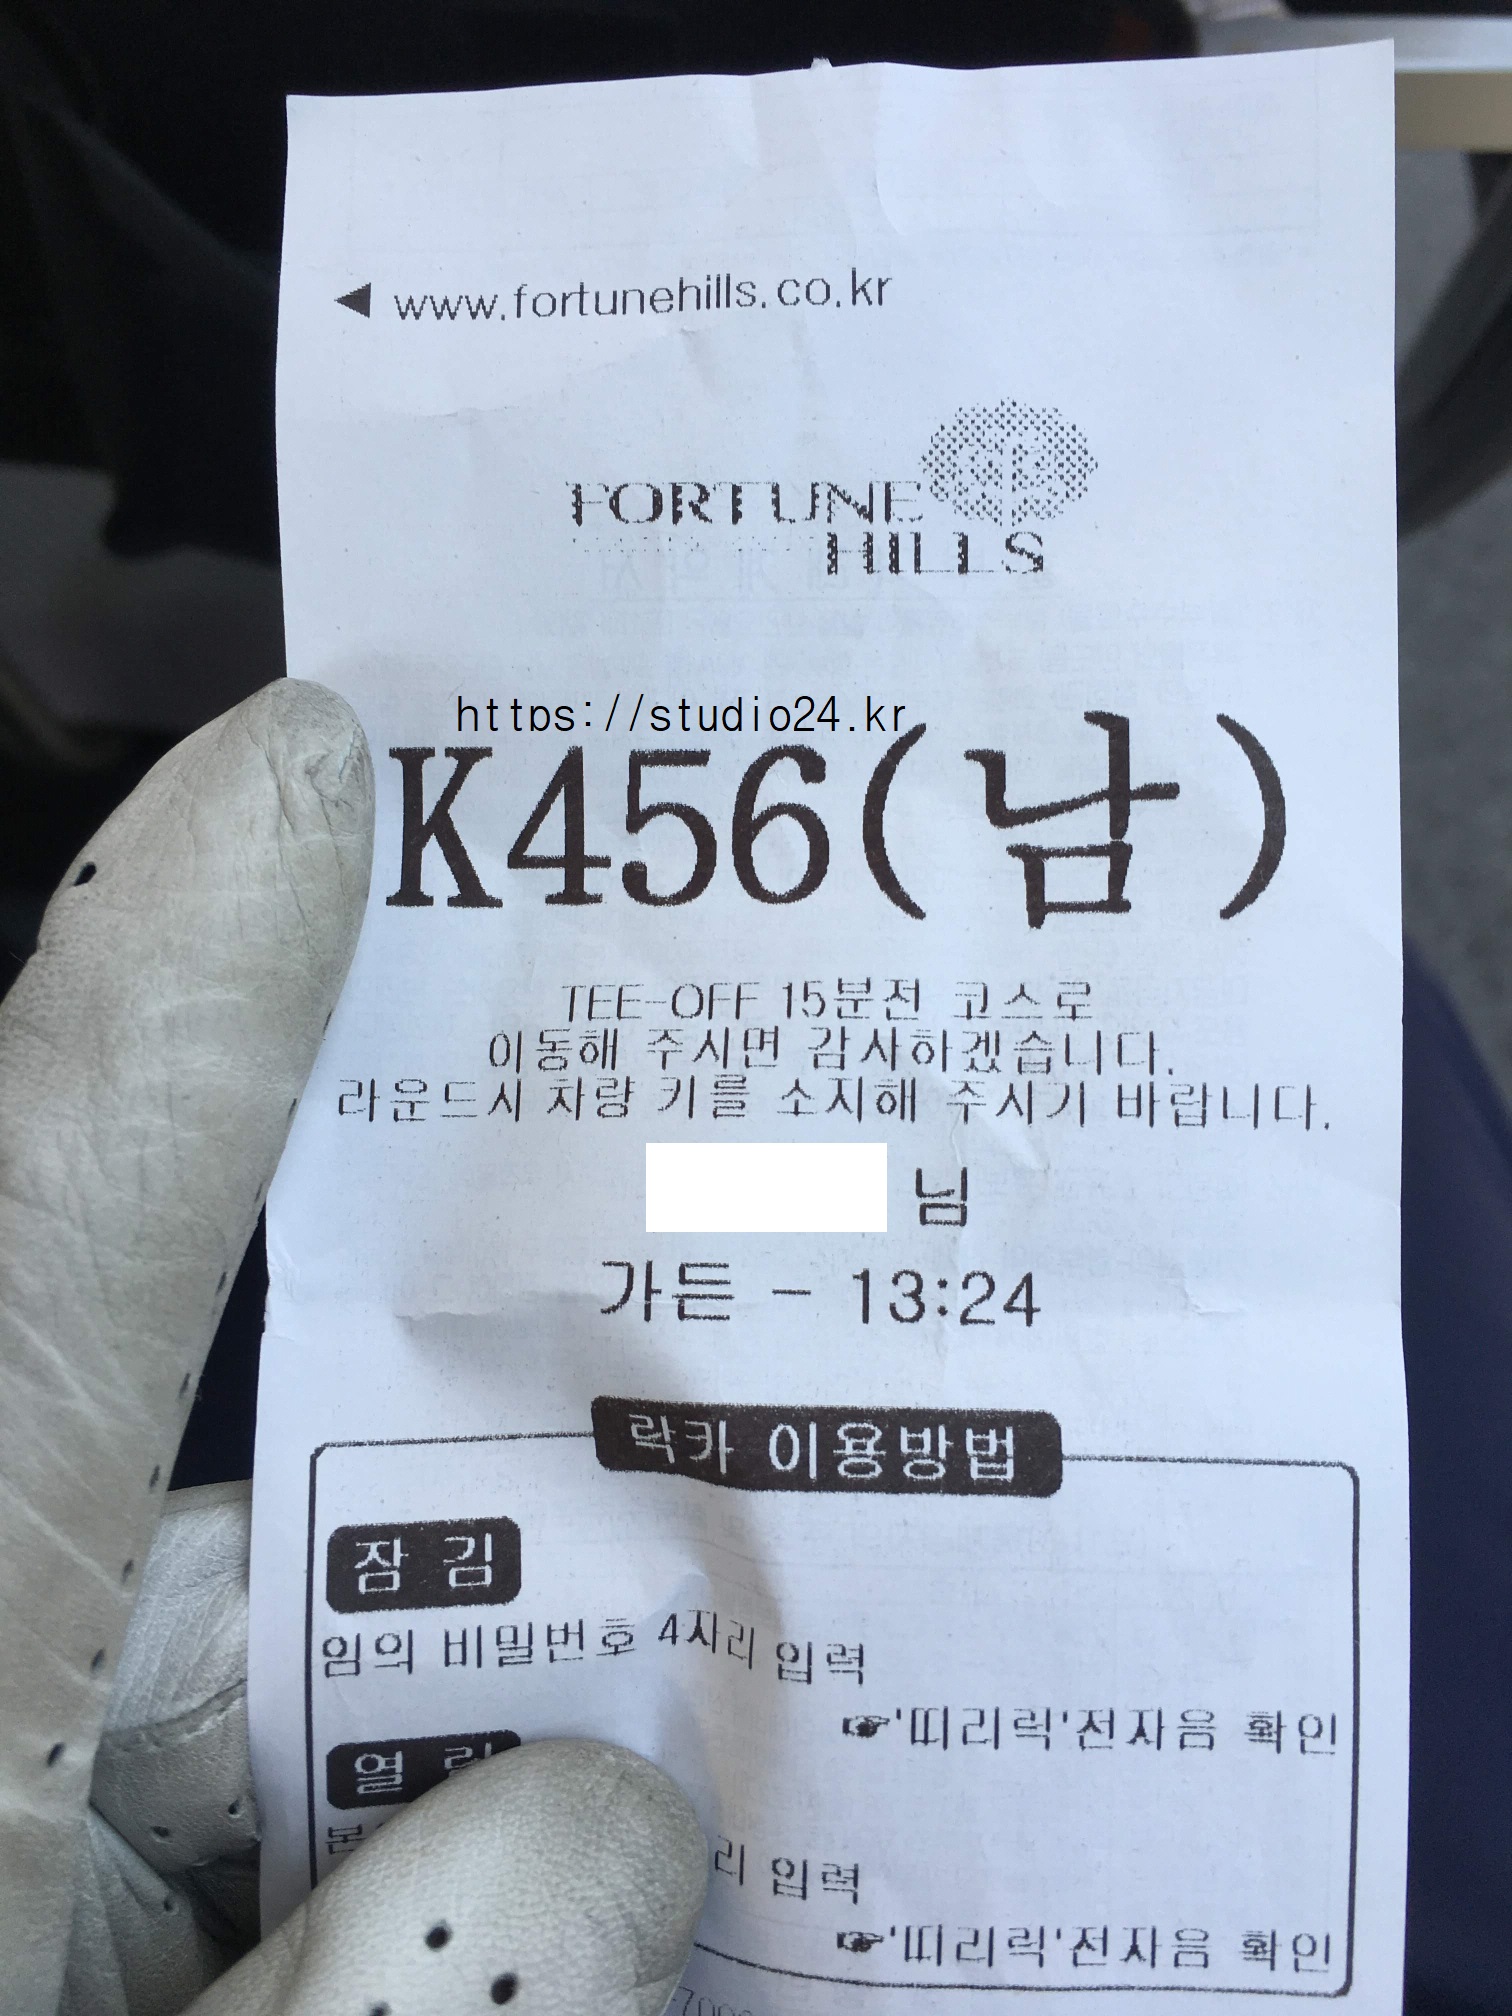 ◀ www.fortunehills.co.kr
FORTUNE
HILLS
https://studio24.kr
K456(남)
TEE-OFF 15분전 코스로
이동해 주시면 감사하겠습니다.
라운드시 차량 키를 소지해 주시기 바랍니다.
님
가든 - 13:24
락카 이용방법
잠 김
임의 비밀번호 4자리 입력
☞'띠리릭'전자음 확인
열
리 입력
☞'띠리릭'전자음 확인